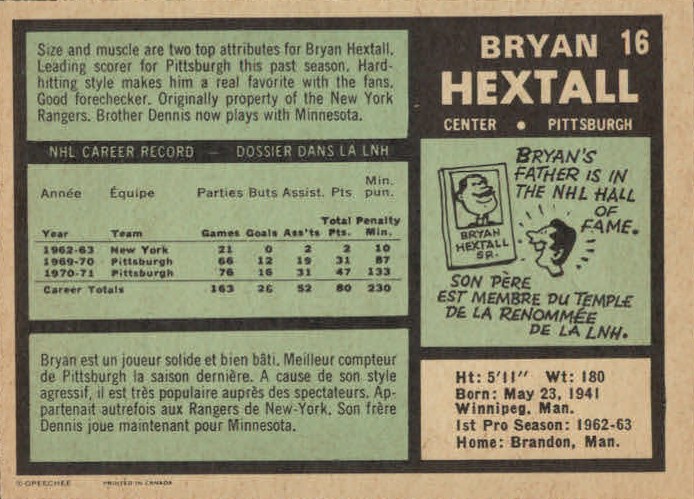 BRYAN 16
HEXTALL
CENTER • PITTSBURGH
Size and muscle are two top attributes for Bryan Hextall.
Leading scorer for Pittsburgh this past season. Hard-
hitting style makes him a real favorite with the fans.
Good forechecker. Originally property of the New York
Rangers. Brother Dennis now plays with Minnesota.
NHL CAREER RECORD — DOSSIER DANS LA LNH
Année Équipe Parties Buts Assist. Pts Min. pun.
Year Team Games Goals Ass'ts Total Pts. Penalty Min.
1962-63 New York 21 0 2 2 10
1969-70 Pittsburgh 66 12 19 31 87
1970-71 Pittsburgh 76 16 31 47 133
Career Totals 163 26 52 80 230
Bryan est un joueur solide et bien bâti. Meilleur compteur
de Pittsburgh la saison dernière. A cause de son style
agressif, il est très populaire auprès des spectateurs. Ap-
partenait autrefois aux Rangers de New-York. Son frère
Dennis joue maintenant pour Minnesota.
BRYAN'S
FATHER IS IN
THE NHL HALL
OF
FAME.
BRYAN
HEXTALL
SR.
SON PÈRE
EST MEMBRE DU TEMPLE
DE LA RENOMMÉE
DE LA LNH.
Ht: 5'11" Wt: 180
Born: May 23, 1941
Winnipeg, Man.
1st Pro Season: 1962-63
Home: Brandon, Man.
© OPEECHEE PRINTED IN CANADA